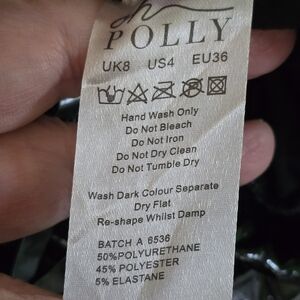 oh
POLLY
UK8 US4 EU36
Hand Wash Only
Do Not Bleach
Do Not Iron
Do Not Dry Clean
Do Not Tumble Dry
Wash Dark Colour Separate
Dry Flat
Re-shape Whilst Damp
BATCH A 6536
50%POLYURETHANE
45% POLYESTER
5% ELASTANE